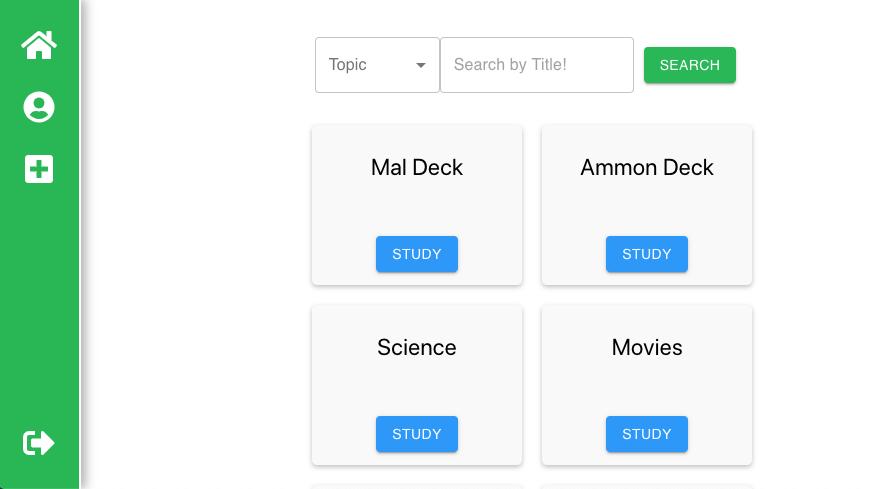 Topic
Search by Title!
SEARCH
Mal Deck
Ammon Deck
STUDY
STUDY
Science
Movies
STUDY
STUDY